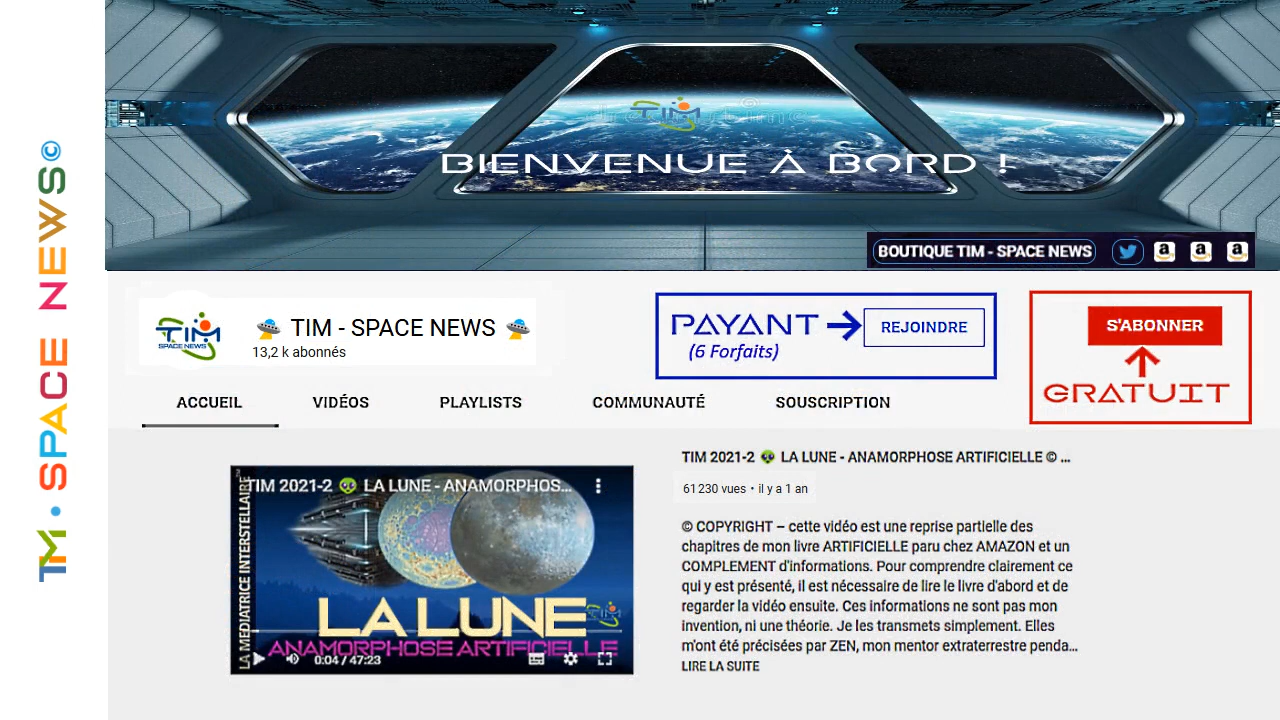 TIM • SPACE NEWS©
TIM
BIENVENUE À BORD !
BOUTIQUE TIM - SPACE NEWS
TIM
SPACE NEWS
🛸 TIM - SPACE NEWS 🛸
13,2 k abonnés
PAYANT
(6 Forfaits)
REJOINDRE
S'ABONNER
GRATUIT
ACCUEIL VIDÉOS PLAYLISTS COMMUNAUTÉ SOUSCRIPTION
LA MEDIATRICE INTERSTELLAIRE™
TIM 2021-2 👽 LA LUNE - ANAMORPHOS...
LA LUNE
TIM
ANAMORPHOSE ARTIFICIELLE
0:04 / 47:23
TIM 2021-2 👽 LA LUNE - ANAMORPHOSE ARTIFICIELLE © ...
61 230 vues • il y a 1 an
© COPYRIGHT – cette vidéo est une reprise partielle des
chapitres de mon livre ARTIFICIELLE paru chez AMAZON et un
COMPLEMENT d'informations. Pour comprendre clairement ce
qui y est présenté, il est nécessaire de lire le livre d'abord et de
regarder la vidéo ensuite. Ces informations ne sont pas mon
invention, ni une théorie. Je les transmets simplement. Elles
m'ont été précisées par ZEN, mon mentor extraterrestre penda...
LIRE LA SUITE